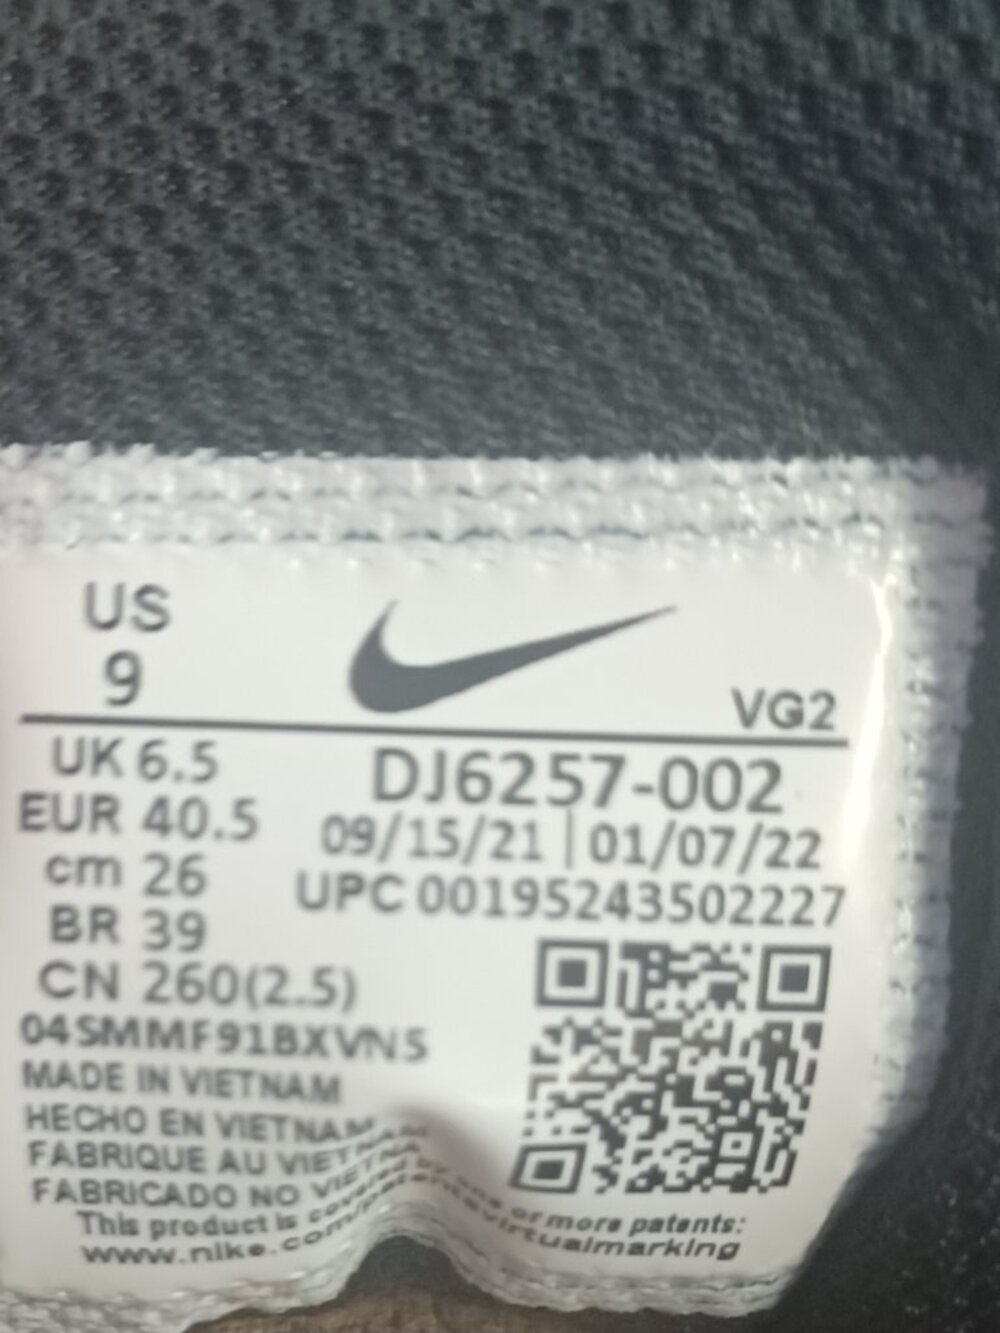 US
9
VG2
UK 6.5
DJ6257-002
EUR 40.5
09/15/21 | 01/07/22
cm 26
UPC 00195243502227
BR 39
CN 260(2.5)
04SMMF91BXVN5
MADE IN VIETNAM
HECHO EN VIETNAM
FABRIQUE AU VIETNA
FABRICADO NO VIETNAM
This product is covered by one or more patents:
www.nike.com/patentsvirtualmarking